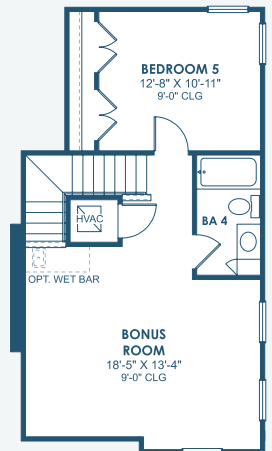 BEDROOM 5
12'-8" X 10'-11"
9'-0" CLG
BA 4
HVAC
OPT. WET BAR
BONUS
ROOM
18'-5" X 13'-4"
9'-0" CLG